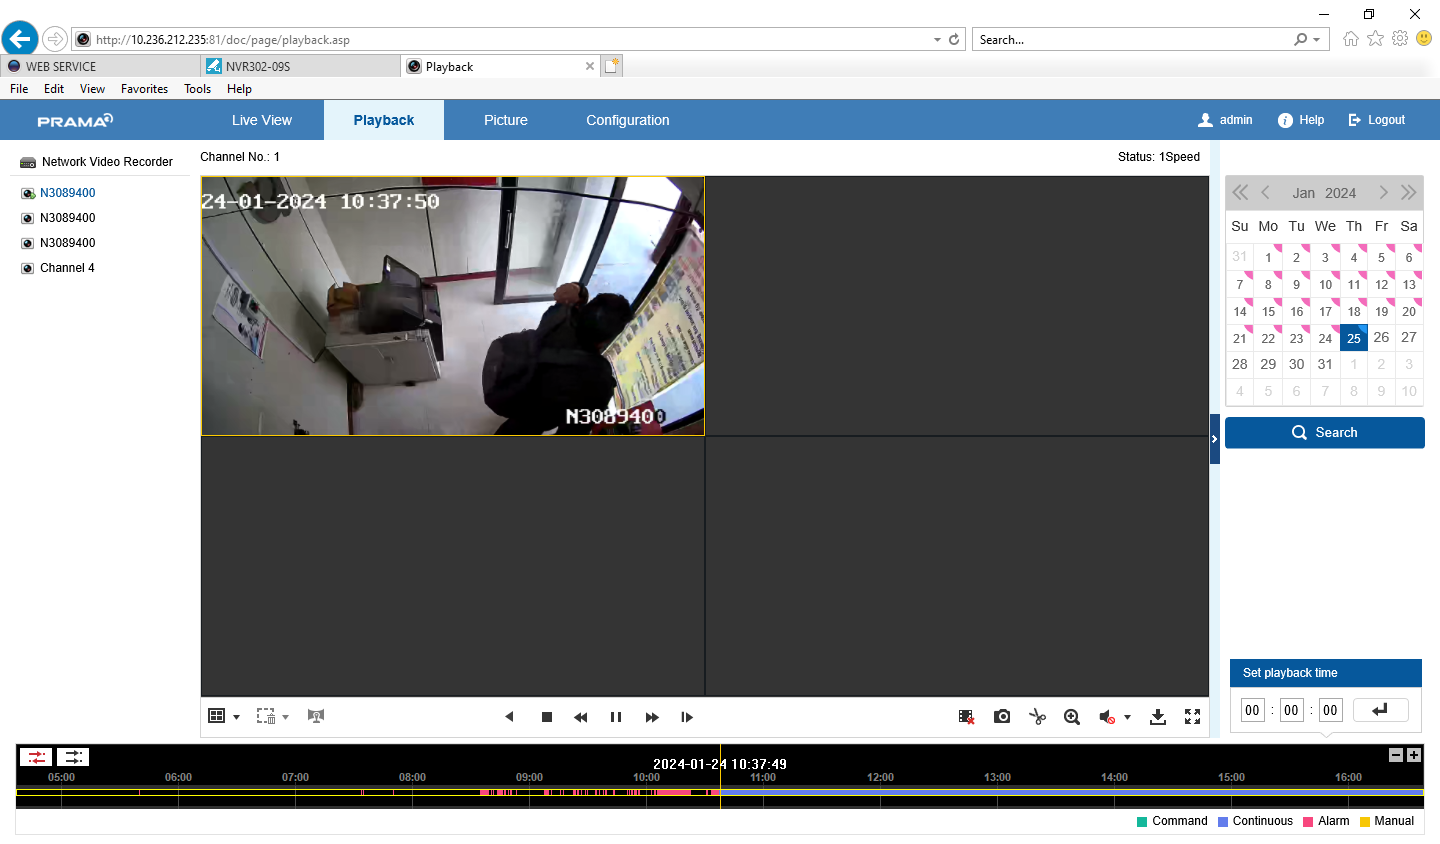 http://10.236.212.235:81/doc/page/playback.asp
Search...
WEB SERVICE
NVR302-09S
Playback
File Edit View Favorites Tools Help
PRAMA
Live View
Playback
Picture
Configuration
admin
Help
Logout
Network Video Recorder
N3089400
N3089400
N3089400
Channel 4
Channel No.: 1
Status: 1Speed
24-01-2024 10:37:50
N3089400
Jan 2024
Su Mo Tu We Th Fr Sa
31 1 2 3 4 5 6
7 8 9 10 11 12 13
14 15 16 17 18 19 20
21 22 23 24 25 26 27
28 29 30 31 1 2 3
4 5 6 7 8 9 10
Search
Set playback time
00 : 00 : 00
2024-01-24 10:37:49
05:00 06:00 07:00 08:00 09:00 10:00 11:00 12:00 13:00 14:00 15:00 16:00
Command Continuous Alarm Manual